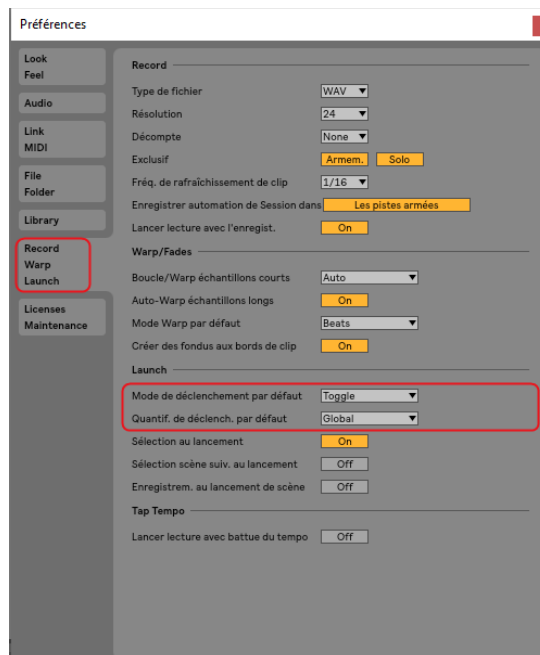 Préférences
Look
Feel
Audio
Link
MIDI
File
Folder
Library
Record
Warp
Launch
Licenses
Maintenance
Record
Type de fichier WAV
Résolution 24
Décompte None
Exclusif Armem. Solo
Fréq. de rafraîchissement de clip 1/16
Enregistrer automation de Session dans Les pistes armées
Lancer lecture avec l'enregist. On
Warp/Fades
Boucle/Warp échantillons courts Auto
Auto-Warp échantillons longs On
Mode Warp par défaut Beats
Créer des fondus aux bords de clip On
Launch
Mode de déclenchement par défaut Toggle
Quantif. de déclench. par défaut Global
Sélection au lancement On
Sélection scène suiv. au lancement Off
Enregistrem. au lancement de scène Off
Tap Tempo
Lancer lecture avec battue du tempo Off